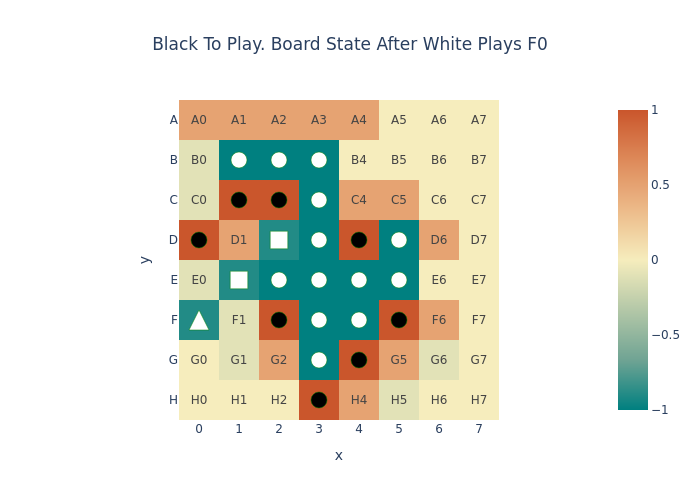 Black To Play. Board State After White Plays F0
A A0 A1 A2 A3 A4 A5 A6 A7
B B0 B4 B5 B6 B7
C C0 C4 C5 C6 C7
D D1 D6 D7
E E0 E6 E7
F F1 F6 F7
G G0 G1 G2 G5 G6 G7
H H0 H1 H2 H4 H5 H6 H7
0 1 2 3 4 5 6 7
x
y
1
0.5
0
−0.5
−1